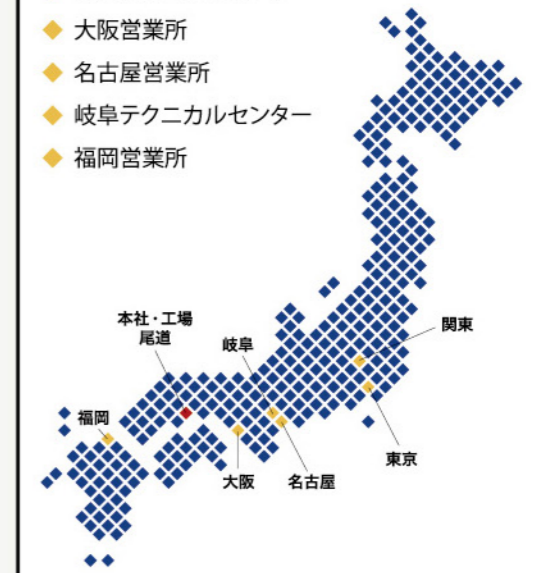 大阪営業所
名古屋営業所
岐阜テクニカルセンター
福岡営業所
本社・工場
尾道
岐阜
関東
福岡
東京
大阪
名古屋